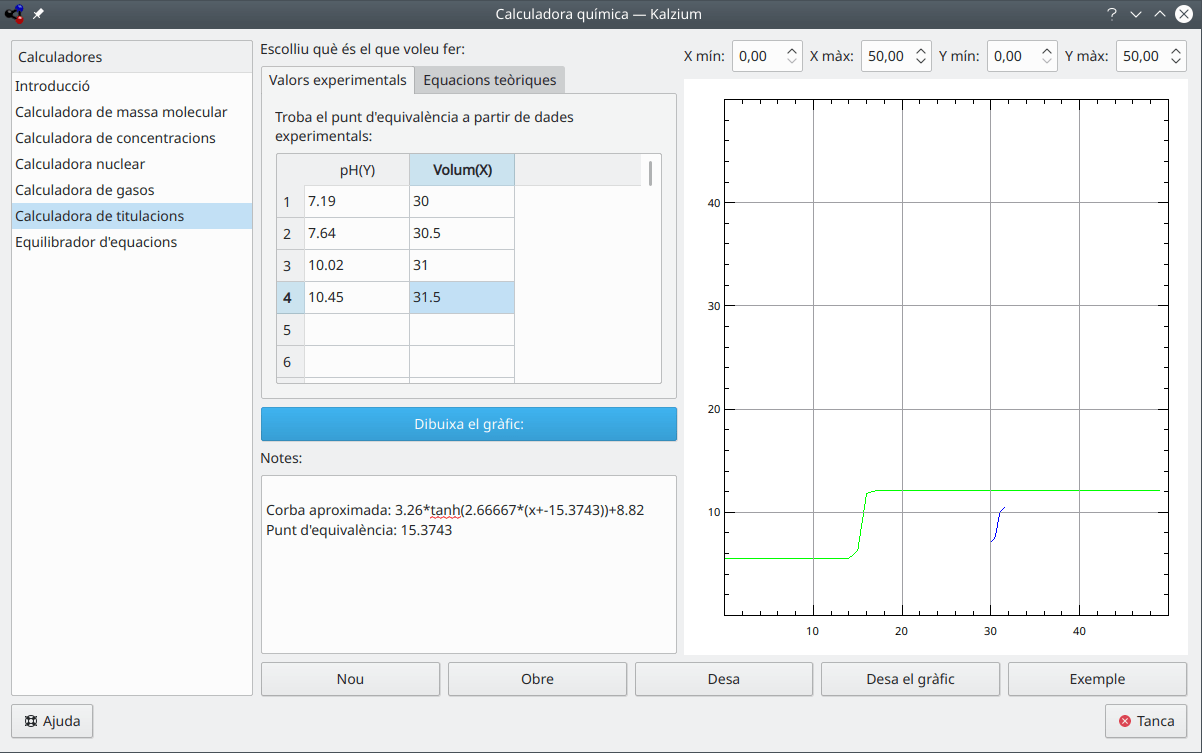 Calculadora química — Kalzium
Calculadores
Introducció
Calculadora de massa molecular
Calculadora de concentracions
Calculadora nuclear
Calculadora de gasos
Calculadora de titulacions
Equilibrador d'equacions
Escolliu què és el que voleu fer:
Valors experimentals Equacions teòriques
Troba el punt d'equivalència a partir de dades
experimentals:
pH(Y) Volum(X)
1 7.19 30
2 7.64 30.5
3 10.02 31
4 10.45 31.5
5
6
Dibuixa el gràfic:
Notes:
Corba aproximada: 3.26*tanh(2.66667*(x+-15.3743))+8.82
Punt d'equivalència: 15.3743
X mín: 0,00 X màx: 50,00 Y mín: 0,00 Y màx: 50,00
40
30
20
10
10 20 30 40
Nou Obre Desa Desa el gràfic Exemple
Ajuda Tanca